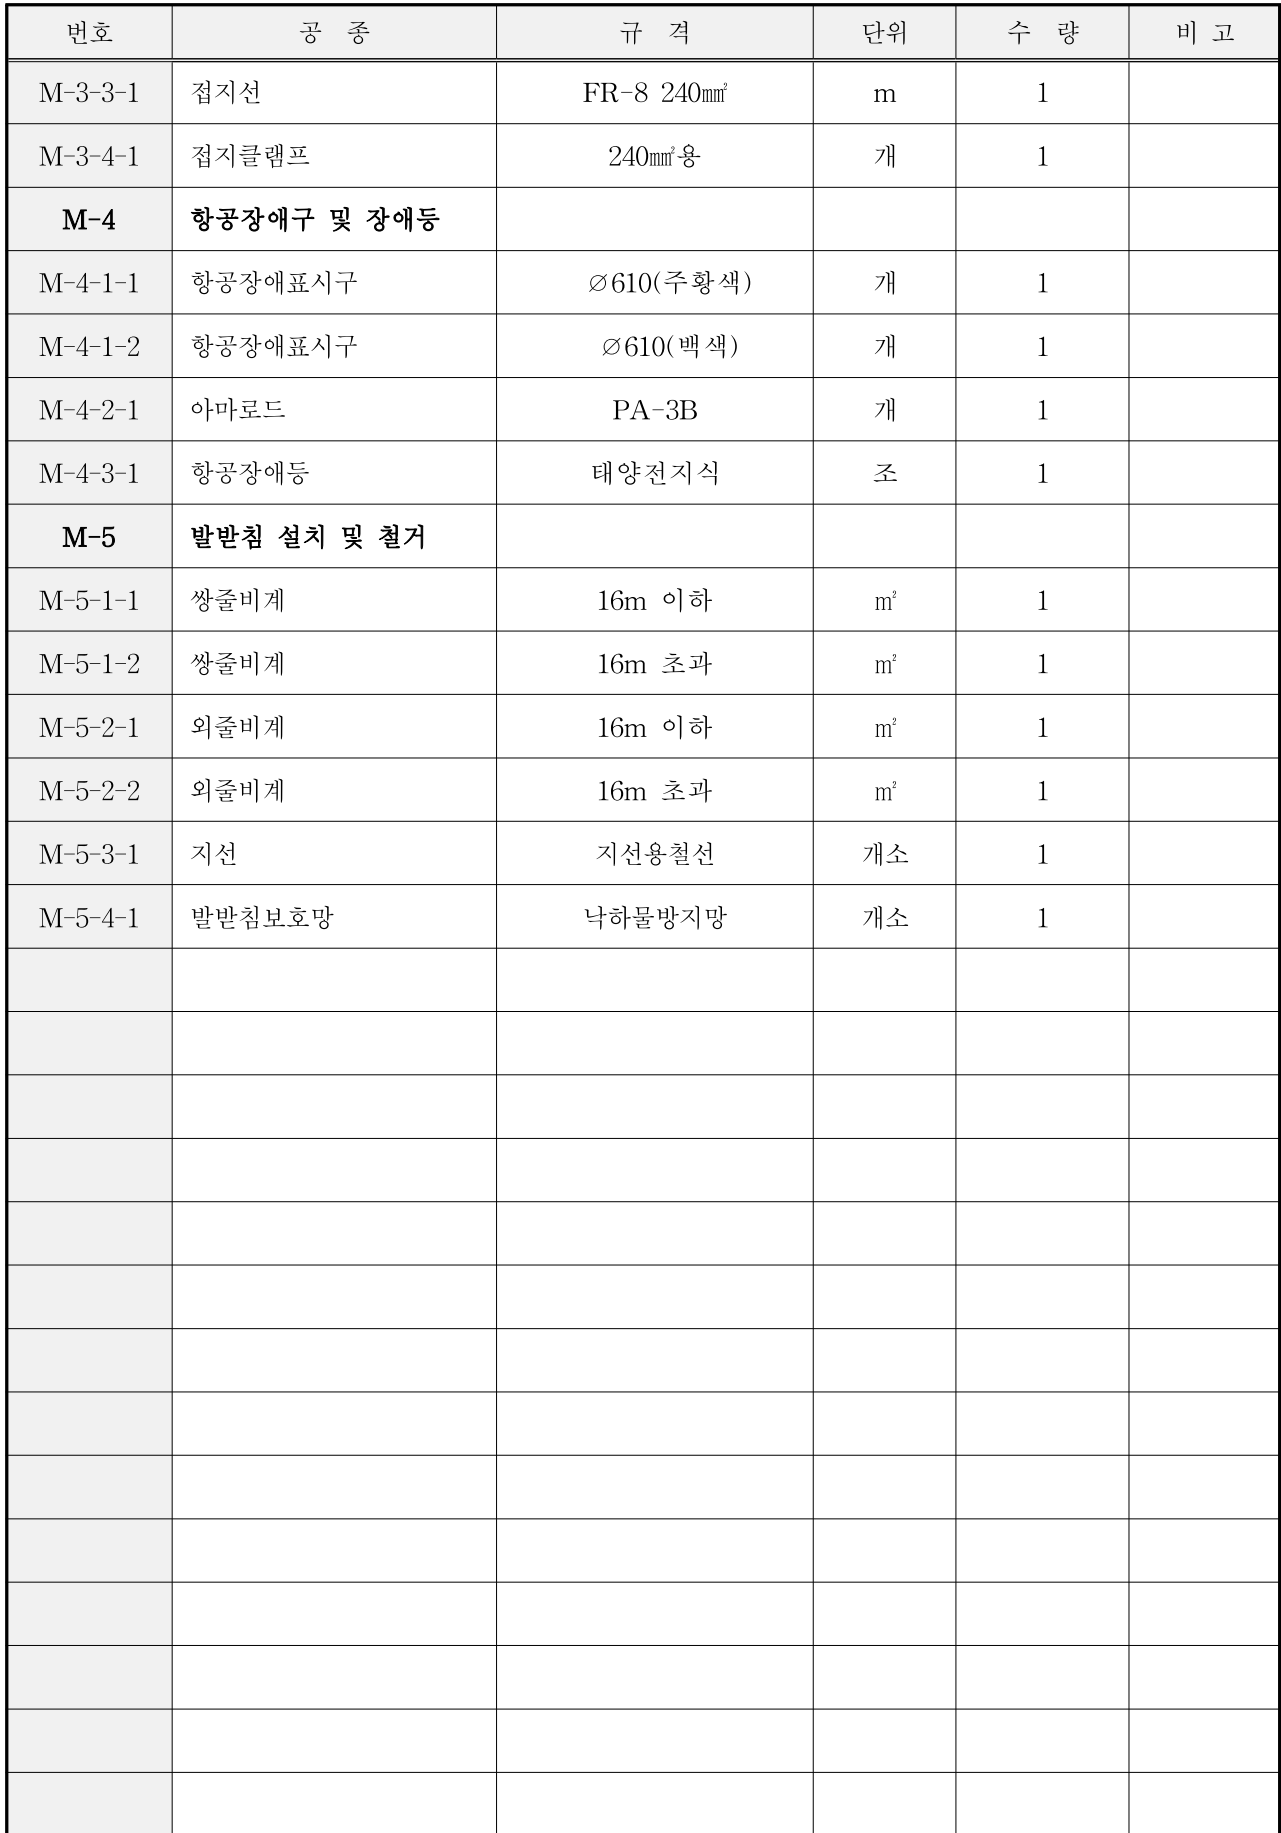 번호 공 종 규 격 단위 수 량 비 고
M-3-3-1 접지선 FR-8 240㎟ m 1
M-3-4-1 접지클램프 240㎟용 개 1
M-4 항공장애구 및 장애등
M-4-1-1 항공장애표시구 ∅610(주황색) 개 1
M-4-1-2 항공장애표시구 ∅610(백색) 개 1
M-4-2-1 아마로드 PA-3B 개 1
M-4-3-1 항공장애등 태양전지식 조 1
M-5 발받침 설치 및 철거
M-5-1-1 쌍줄비계 16m 이하 ㎡ 1
M-5-1-2 쌍줄비계 16m 초과 ㎡ 1
M-5-2-1 외줄비계 16m 이하 ㎡ 1
M-5-2-2 외줄비계 16m 초과 ㎡ 1
M-5-3-1 지선 지선용철선 개소 1
M-5-4-1 발받침보호망 낙하물방지망 개소 1